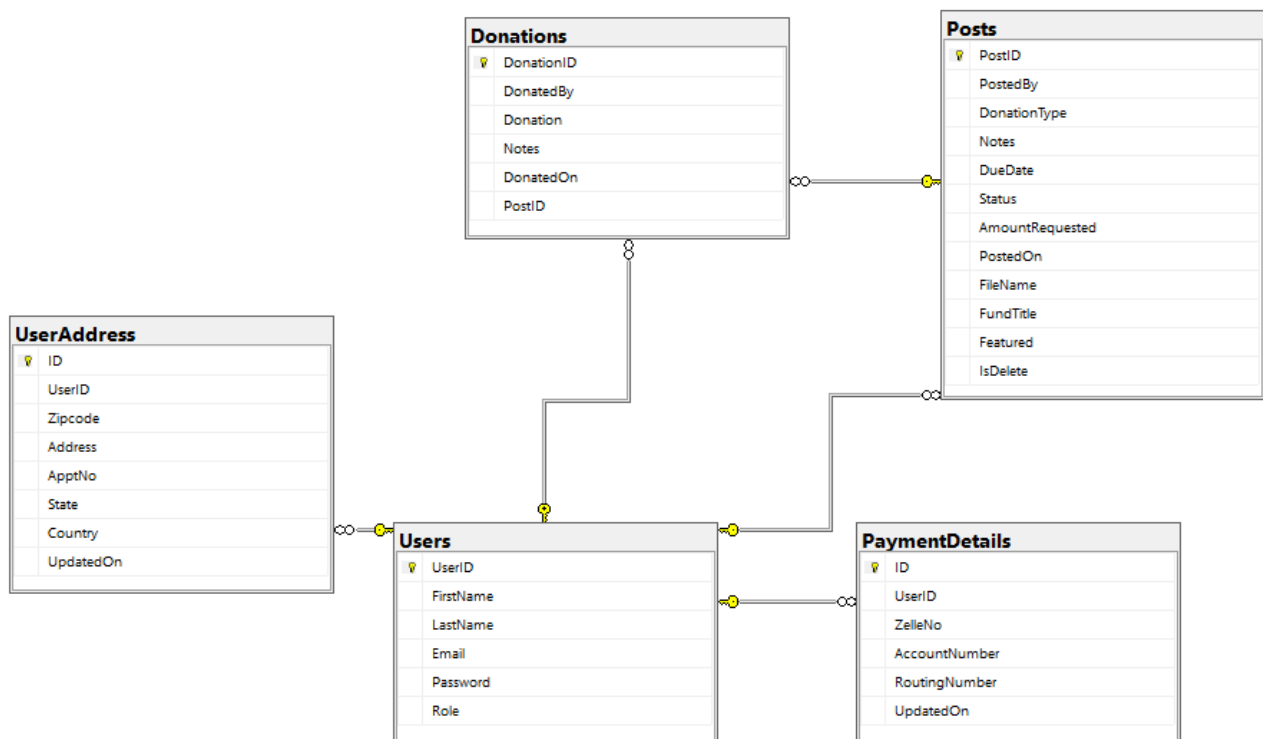 Donations
DonationID
DonatedBy
Donation
Notes
DonatedOn
PostID
Posts
PostID
PostedBy
DonationType
Notes
DueDate
Status
AmountRequested
PostedOn
FileName
FundTitle
Featured
IsDelete
UserAddress
ID
UserID
Zipcode
Address
ApptNo
State
Country
UpdatedOn
Users
UserID
FirstName
LastName
Email
Password
Role
PaymentDetails
ID
UserID
ZelleNo
AccountNumber
RoutingNumber
UpdatedOn